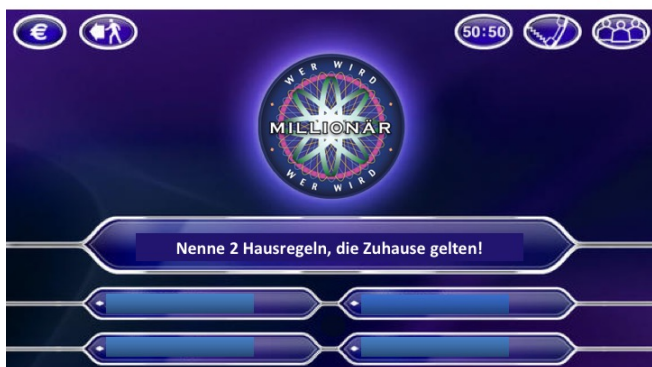 50:50
WER WIRD
MILLIONÄR
WER WIRD
Nenne 2 Hausregeln, die Zuhause gelten!